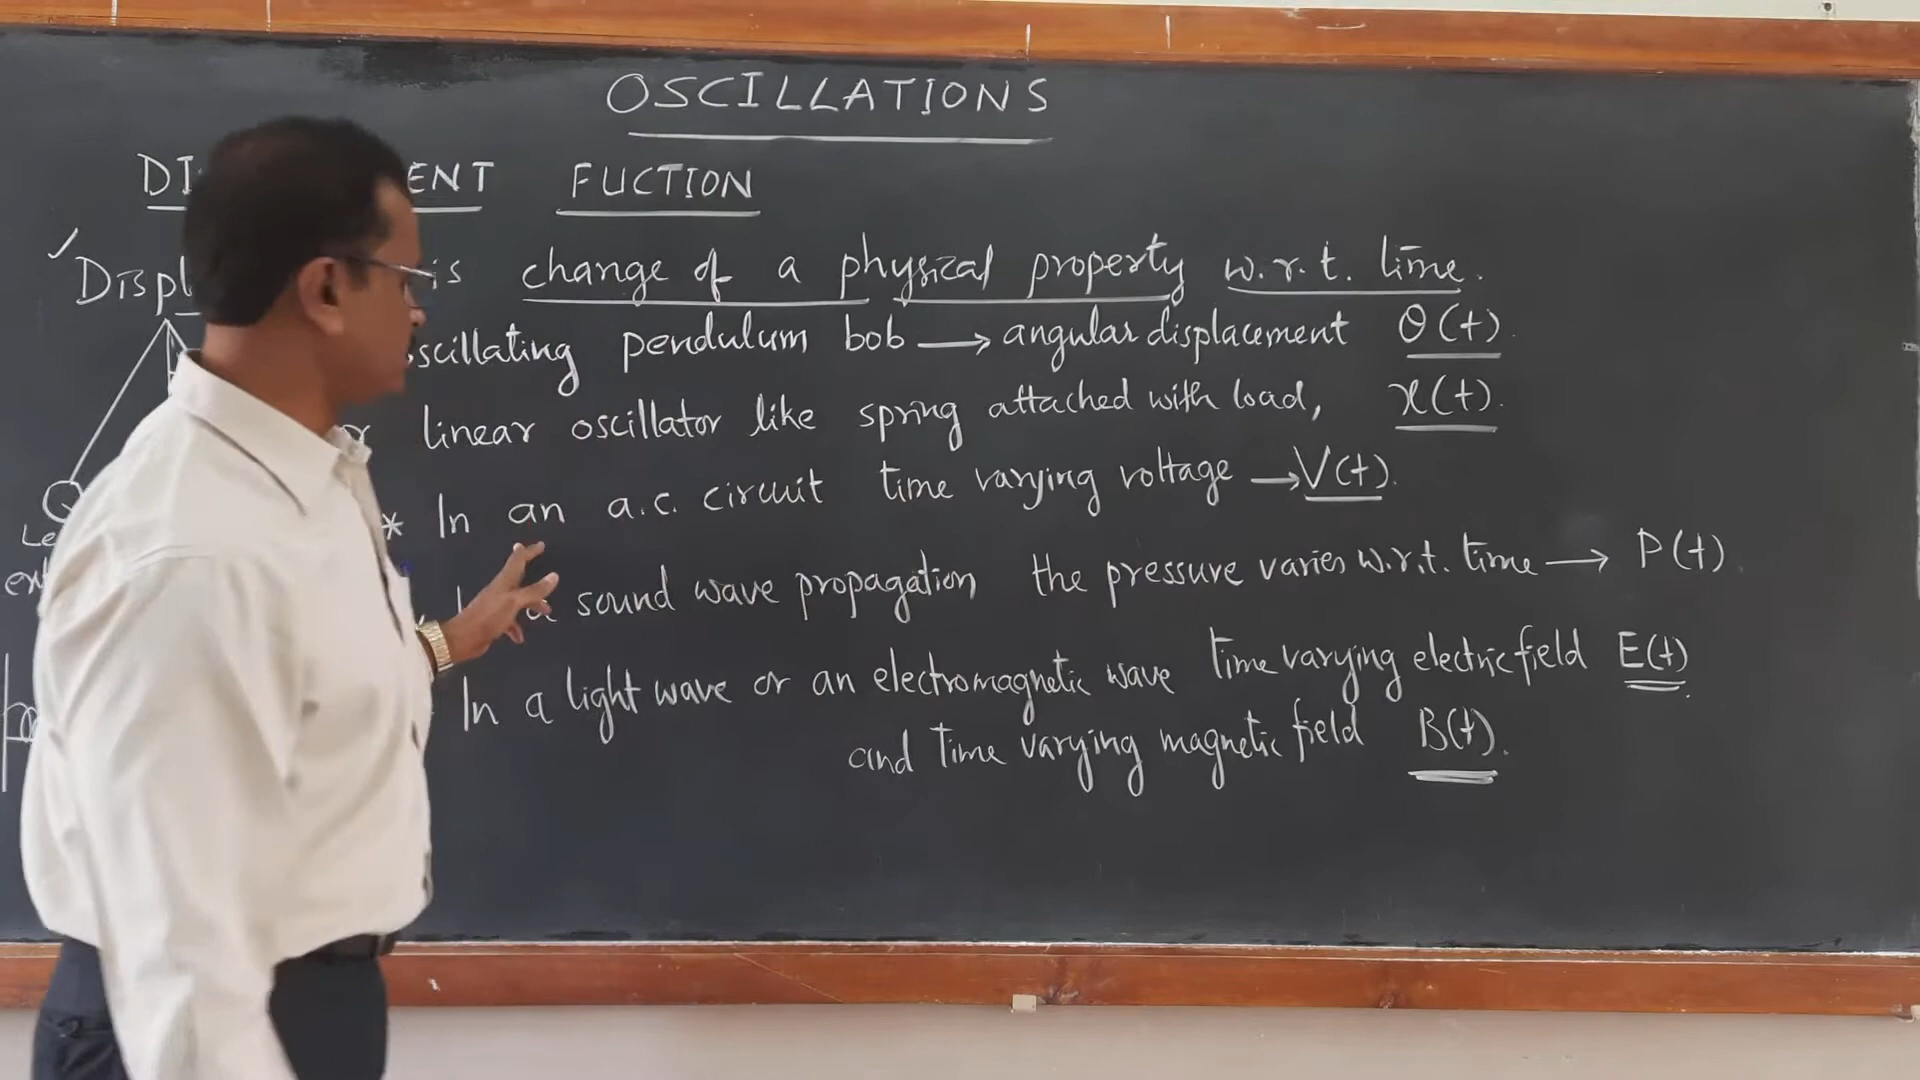 OSCILLATIONS
DI ENT FUCTION
Displ is change of a physical property w.r.t. time.
scillating pendulum bob → angular displacement θ(t).
r linear oscillator like spring attached with load, x(t).
* In an a.c. circuit time varying voltage → V(t).
a sound wave propagation the pressure varies w.r.t. time → P(t).
In a light wave or an electromagnetic wave time varying electric field E(t).
and time varying magnetic field B(t).
Le
ex